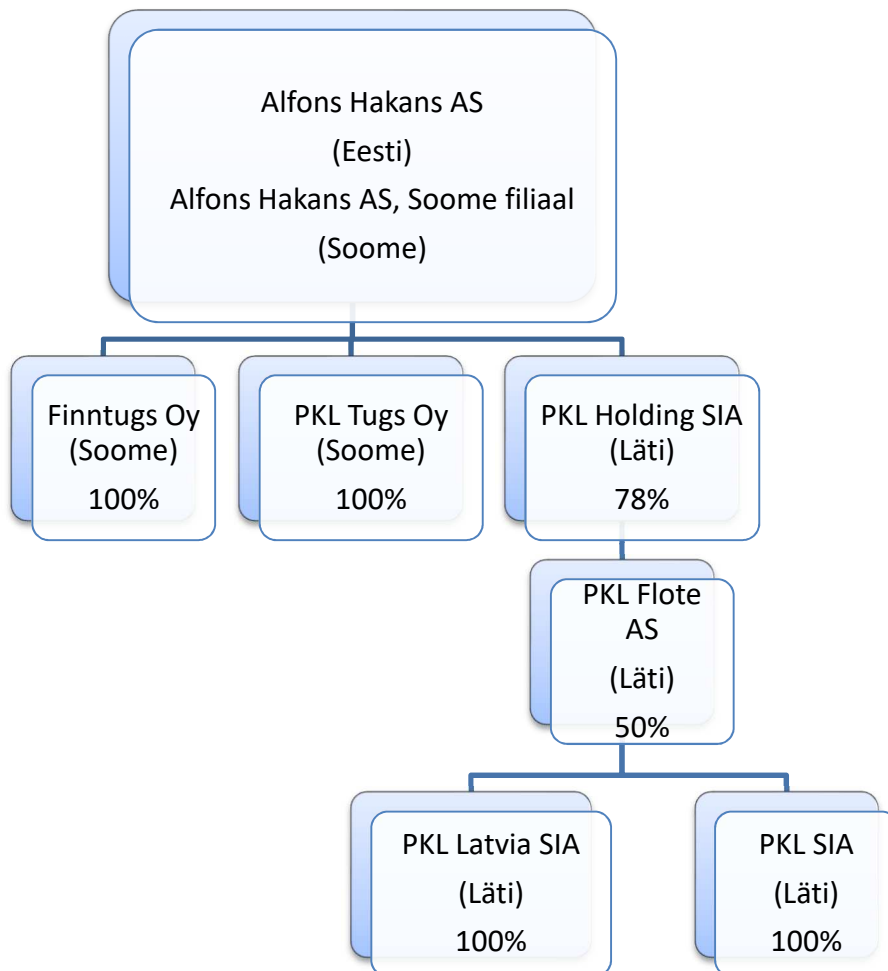 Alfons Hakans AS
(Eesti)
Alfons Hakans AS, Soome filiaal
(Soome)
Finntugs Oy
(Soome)
100%
PKL Tugs Oy
(Soome)
100%
PKL Holding SIA
(Läti)
78%
PKL Flote
AS
(Läti)
50%
PKL Latvia SIA
(Läti)
100%
PKL SIA
(Läti)
100%